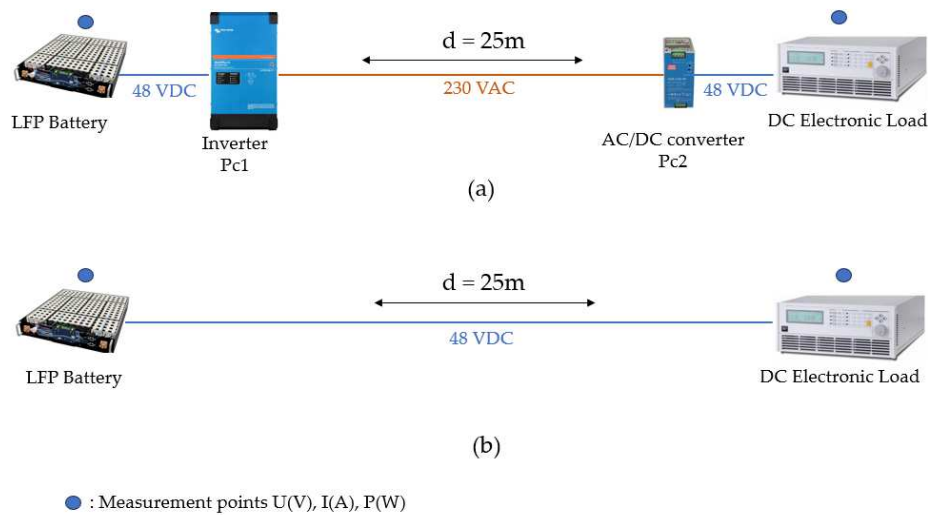 d = 25m
48 VDC
230 VAC
48 VDC
LFP Battery
Inverter
Pc1
AC/DC converter
Pc2
DC Electronic Load
(a)
d = 25m
48 VDC
LFP Battery
DC Electronic Load
(b)
: Measurement points U(V), I(A), P(W)